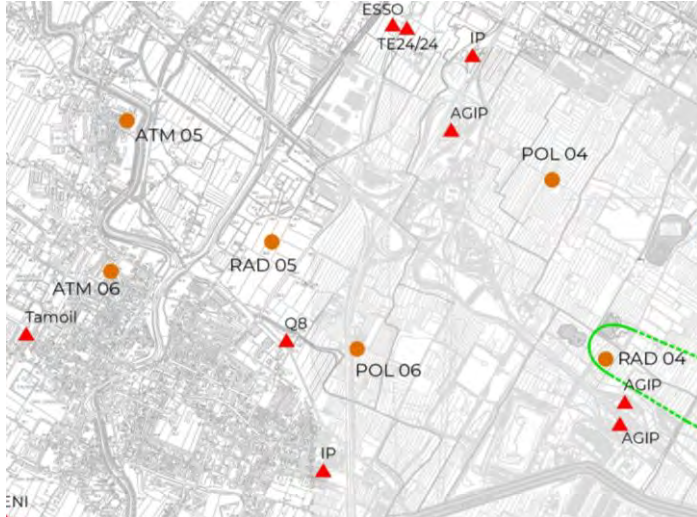 ESSO
TE24/24
IP
AGIP
ATM 05
POL 04
RAD 05
ATM 06
Tamoil
Q8
POL 06
RAD 04
AGIP
AGIP
IP
ENI